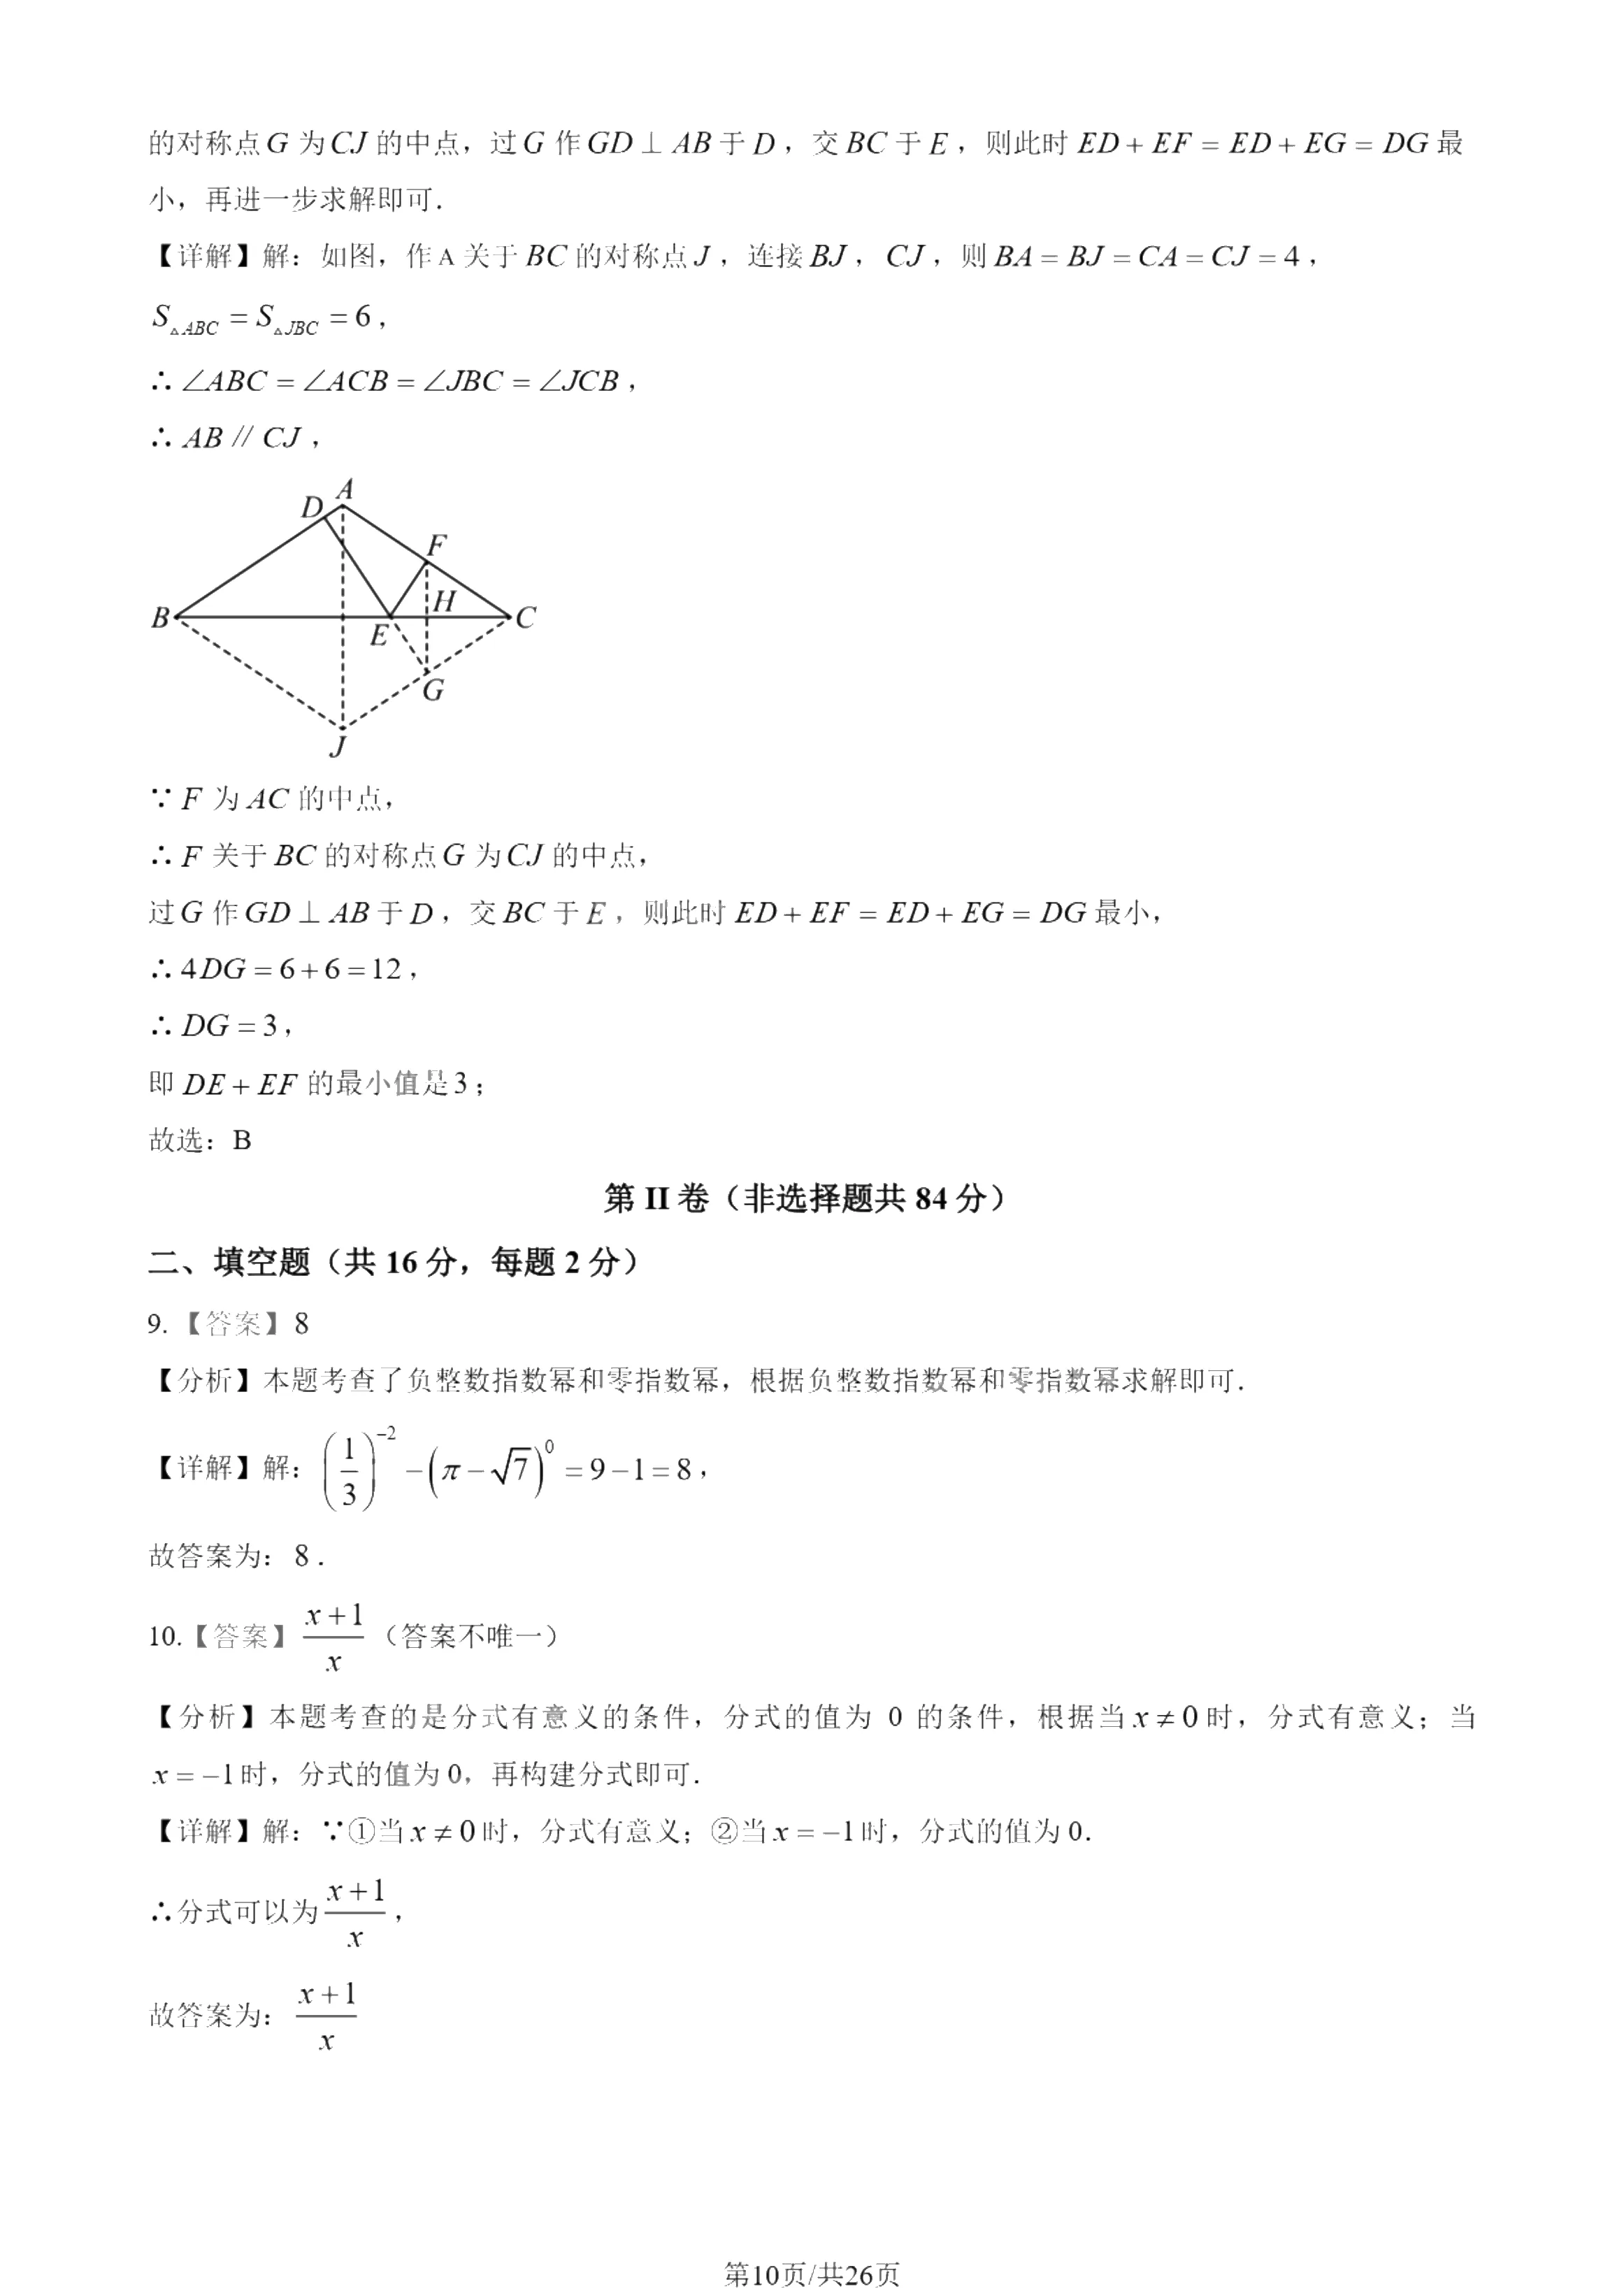 的对称点G为CJ的中点，过G作GD⊥AB于D，交BC于E，则此时ED+EF=ED+EG=DG最
小，再进一步求解即可．
【详解】解：如图，作A关于BC的对称点J，连接BJ，CJ，则BA=BJ=CA=CJ=4，
S△ABC=S△JBC=6，
∴∠ABC=∠ACB=∠JBC=∠JCB，
∴AB∥CJ，
A
D
F
B
H
C
E
G
J
∵F为AC的中点，
∴F关于BC的对称点G为CJ的中点，
过G作GD⊥AB于D，交BC于E，则此时ED+EF=ED+EG=DG最小，
∴4DG=6+6=12，
∴DG=3，
即DE+EF的最小值是3；
故选：B
第II卷（非选择题共84分）
二、填空题（共16分，每题2分）
9.【答案】8
【分析】本题考查了负整数指数幂和零指数幂，根据负整数指数幂和零指数幂求解即可．
【详解】解：(1/3)^-2-(π-√7)^0=9-1=8，
故答案为：8．
10.【答案】(x+1)/x（答案不唯一）
【分析】本题考查的是分式有意义的条件，分式的值为0的条件，根据当x≠0时，分式有意义；当
x=-1时，分式的值为0，再构建分式即可．
【详解】解：∵①当x≠0时，分式有意义；②当x=-1时，分式的值为0．
∴分式可以为(x+1)/x，
故答案为：(x+1)/x
第10页/共26页